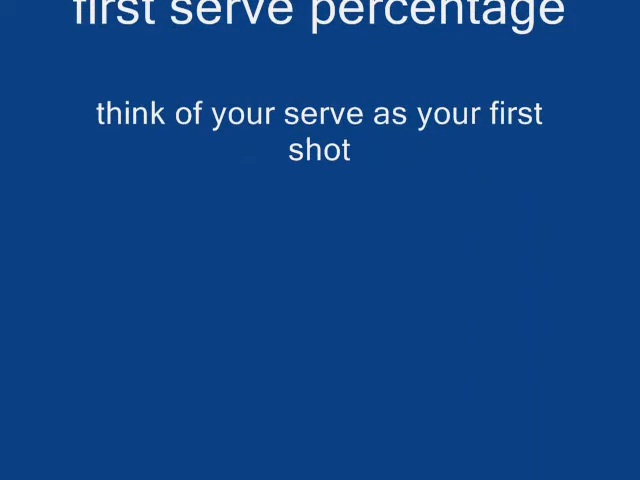 first serve percentage
think of your serve as your first
shot